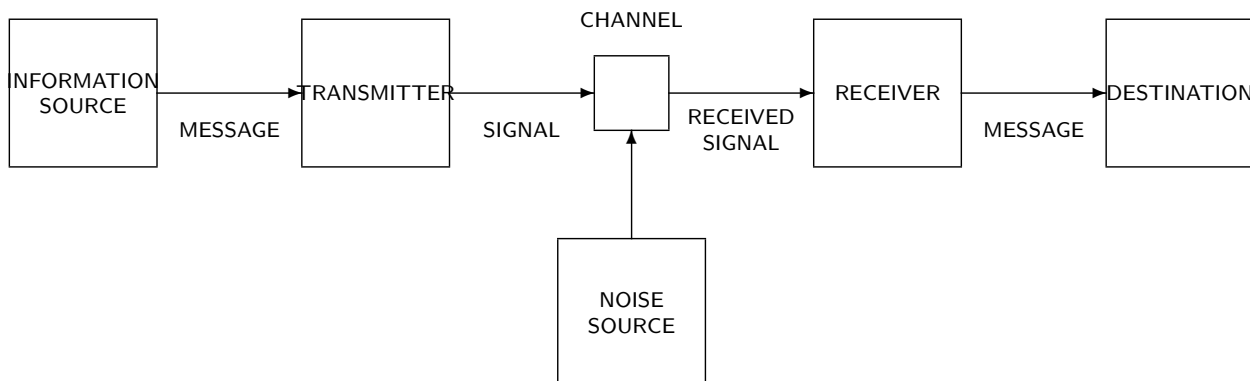 CHANNEL
INFORMATION
SOURCE
TRANSMITTER
RECEIVER
DESTINATION
MESSAGE
SIGNAL
RECEIVED
SIGNAL
MESSAGE
NOISE
SOURCE